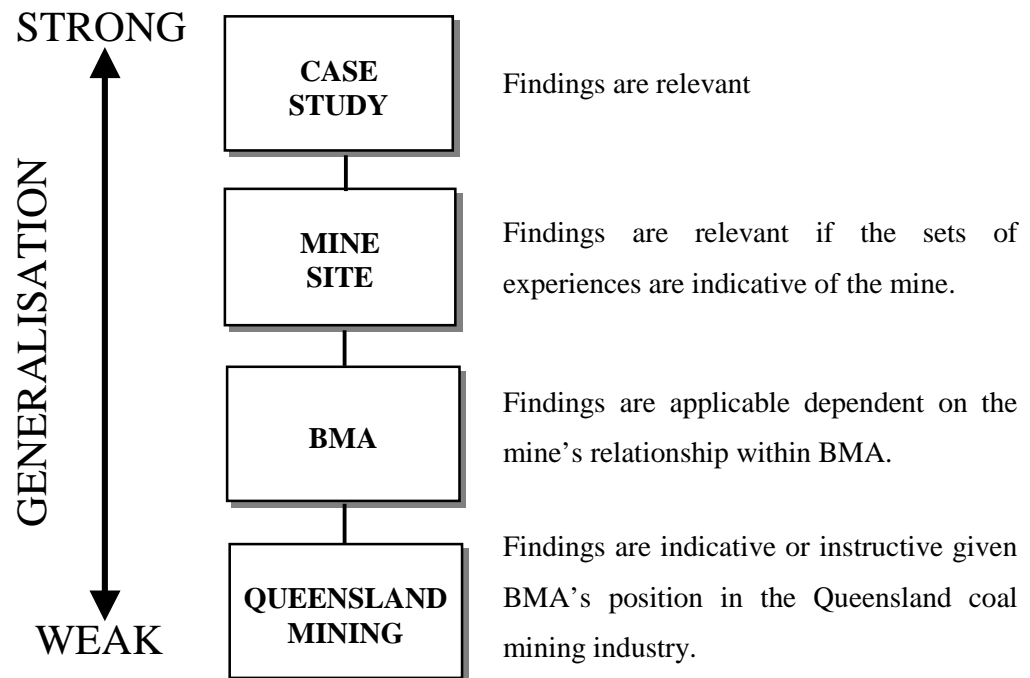 STRONG
CASE
STUDY
Findings are relevant
GENERALISATION
MINE
SITE
Findings are relevant if the sets of
experiences are indicative of the mine.
BMA
Findings are applicable dependent on the
mine's relationship within BMA.
QUEENSLAND
MINING
Findings are indicative or instructive given
BMA's position in the Queensland coal
mining industry.
WEAK